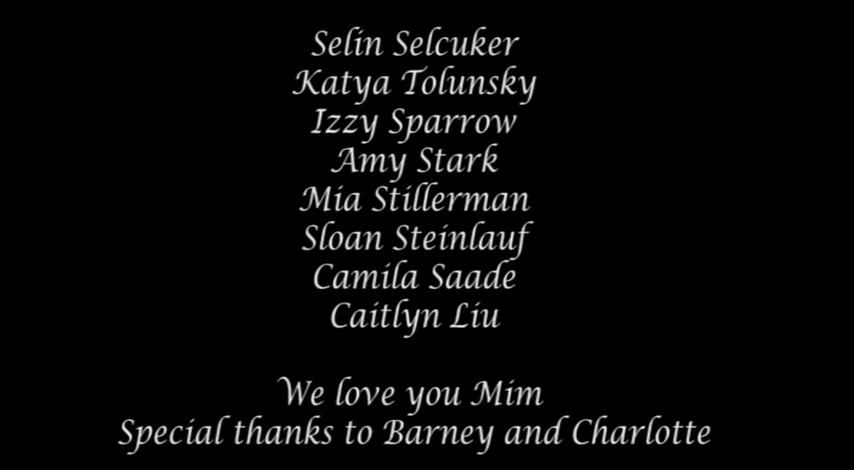 Selin Selcuker
Katya Tolunsky
Izzy Sparrow
Amy Stark
Mia Stillerman
Sloan Steinlauf
Camila Saade
Caitlyn Liu
We love you Mim
Special thanks to Barney and Charlotte